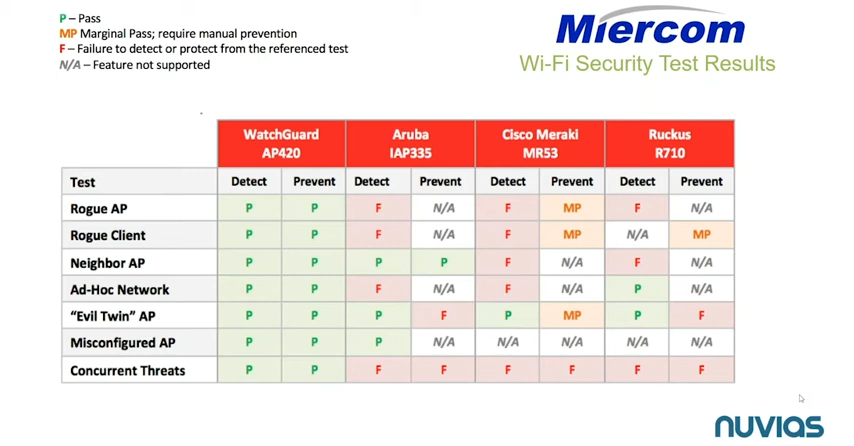 P – Pass
MP – Marginal Pass; require manual prevention
F – Failure to detect or protect from the referenced test
N/A – Feature not supported
Miercom
Wi-Fi Security Test Results
WatchGuard AP420 Aruba IAP335 Cisco Meraki MR53 Ruckus R710
Test Detect Prevent Detect Prevent Detect Prevent Detect Prevent
Rogue AP P P F N/A F MP F N/A
Rogue Client P P F N/A F MP N/A MP
Neighbor AP P P P P F N/A F N/A
Ad-Hoc Network P P F N/A F N/A P N/A
“Evil Twin” AP P P P F P MP P F
Misconfigured AP P P P N/A N/A N/A N/A N/A
Concurrent Threats P P F F F F F F
nuvias